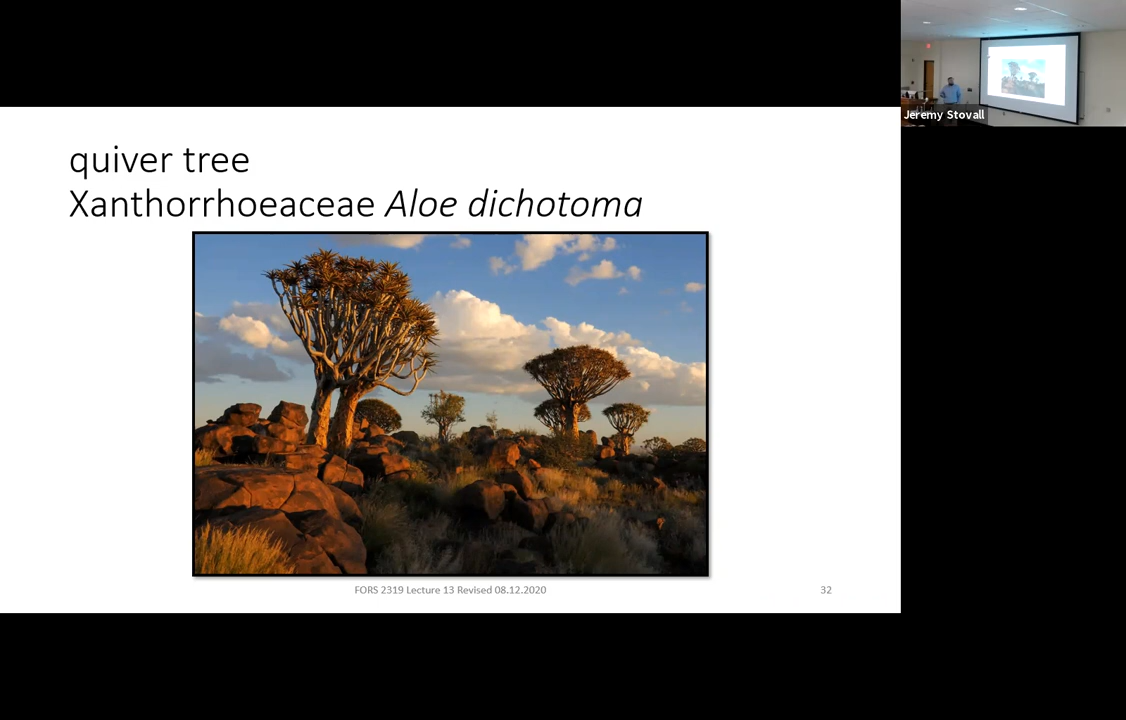 Jeremy Stovall
quiver tree
Xanthorrhoeaceae Aloe dichotoma
FORS 2319 Lecture 13 Revised 08.12.2020
32